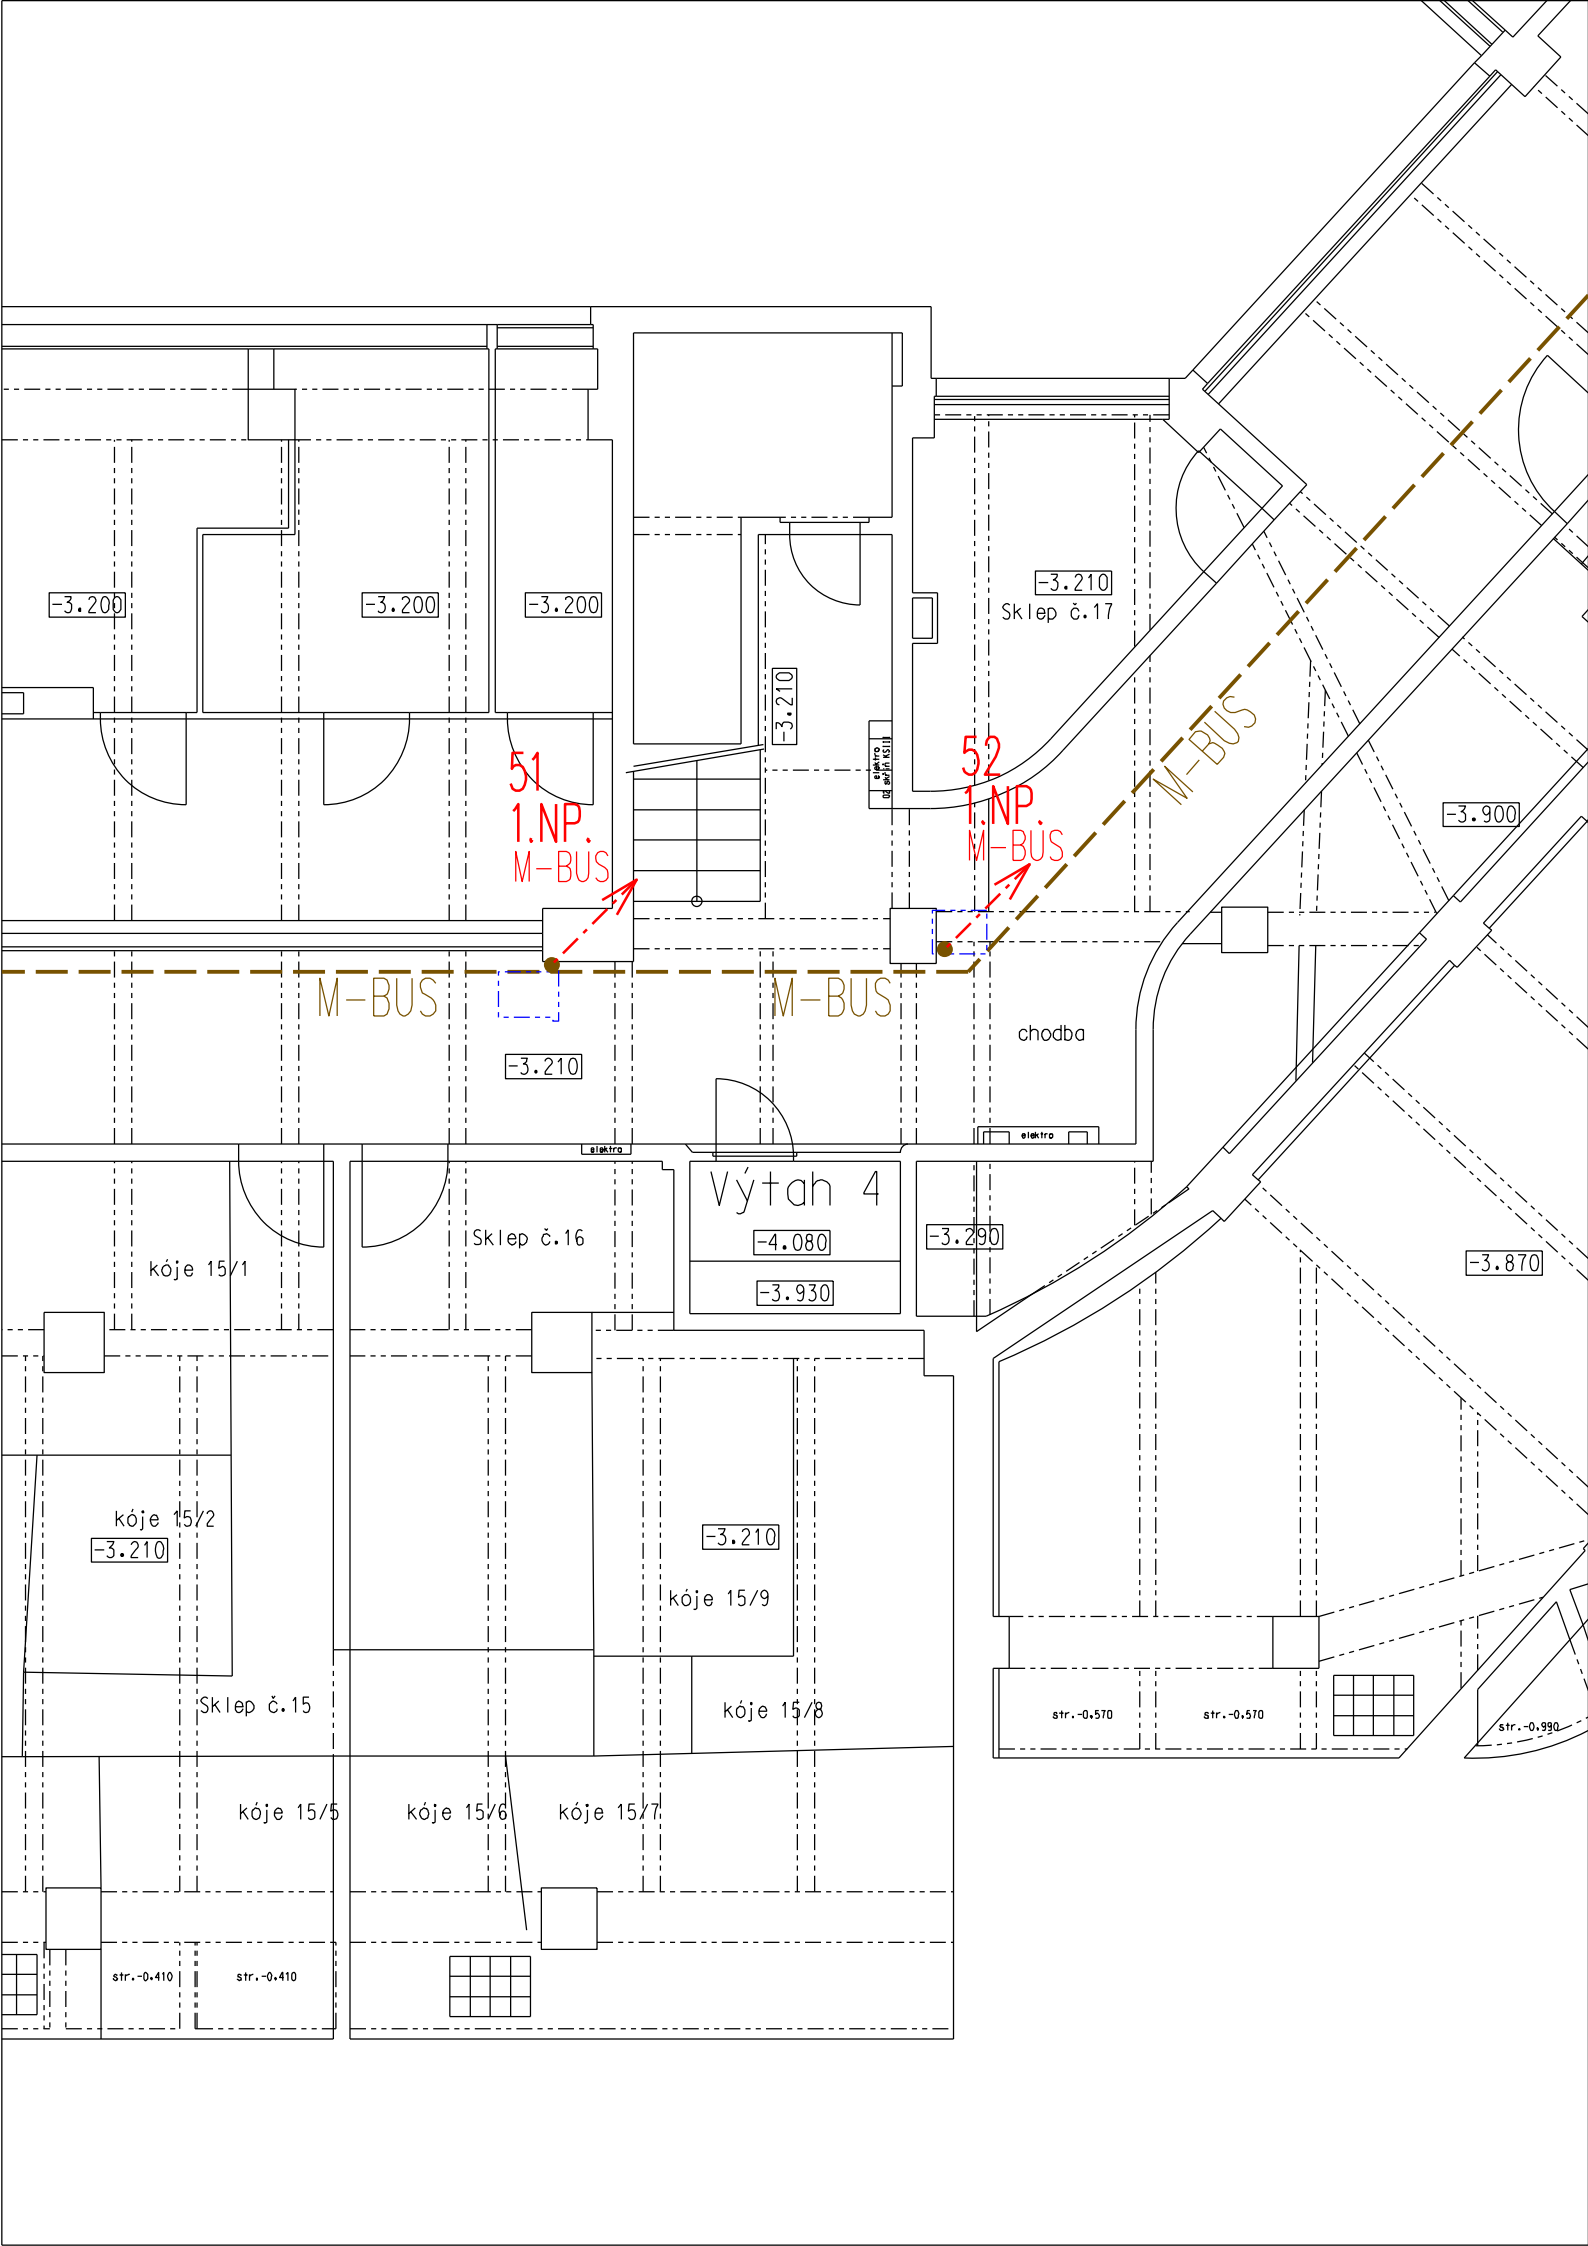 -3.210
Sklep č.17
-3.200
-3.200
-3.200
-3.210
elektro
51
1.NP.
M-BUS
52
1.NP.
M-BUS
M-BUS
-3.900
M-BUS
M-BUS
chodba
-3.210
elektro
elektro
Výtah 4
-4.080
-3.930
Sklep č.16
-3.290
kóje 15/1
-3.870
kóje 15/2
-3.210
-3.210
kóje 15/9
Sklep č.15
kóje 15/8
str.-0.570
str.-0.570
str.-0.990
kóje 15/5
kóje 15/6
kóje 15/7
str.-0.410
str.-0.410